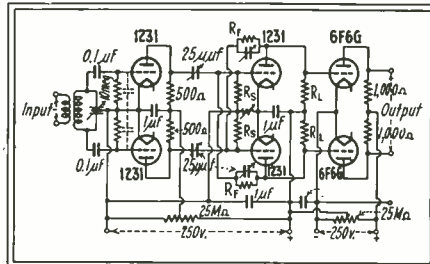 1231
25μμf
RF
1231
6F6G
0.1μf
1meg
500Ω
RS
RL
1,000Ω
Input
1μf
1μf
Output
500Ω
RS
RL
1,000Ω
0.1μf
25μμf
1231
1231
6F6G
RF
1μf
25MΩ
25MΩ
250v.
+
-
250v.
+